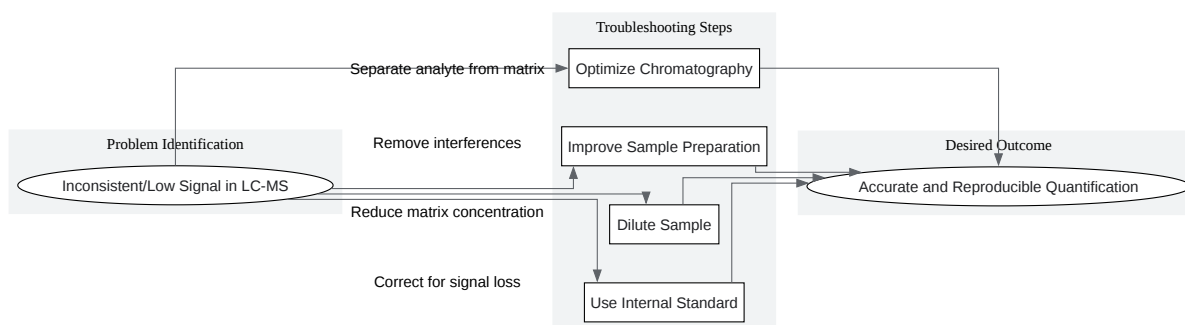 Troubleshooting Steps
Separate analyte from matrix
Optimize Chromatography
Problem Identification
Remove interferences
Improve Sample Preparation
Desired Outcome
Inconsistent/Low Signal in LC-MS
Accurate and Reproducible Quantification
Reduce matrix concentration
Dilute Sample
Correct for signal loss
Use Internal Standard